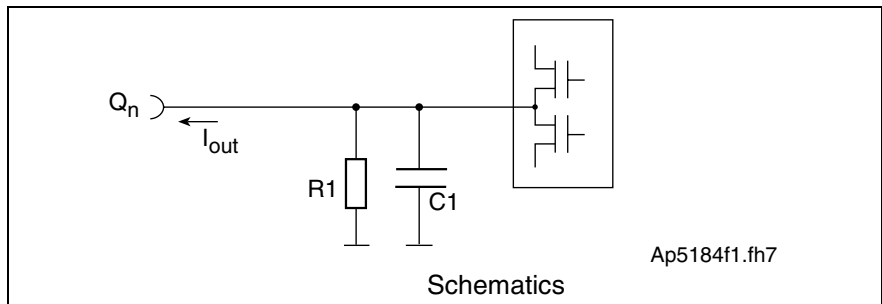 Qn
Iout
R1
C1
Ap5184f1.fh7
Schematics